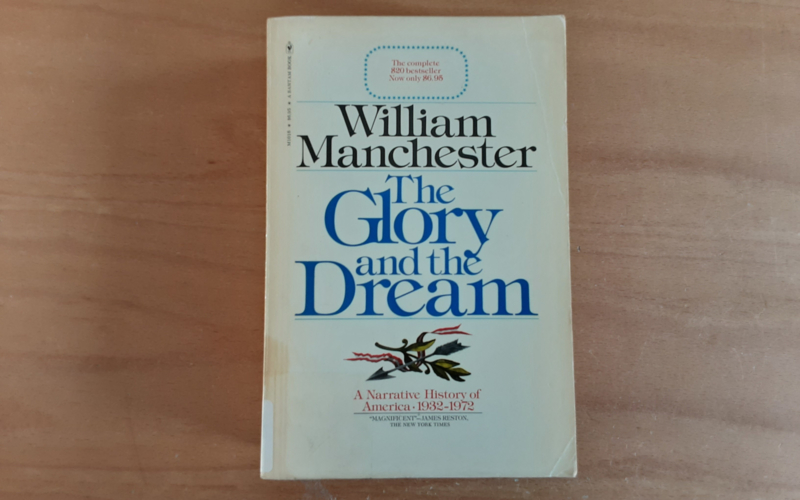 The complete
$20 bestseller
Now only $6.95
William
Manchester
The
Glory
and the
Dream
A Narrative History of
America • 1932-1972
"MAGNIFICENT"—JAMES RESTON,
THE NEW YORK TIMES